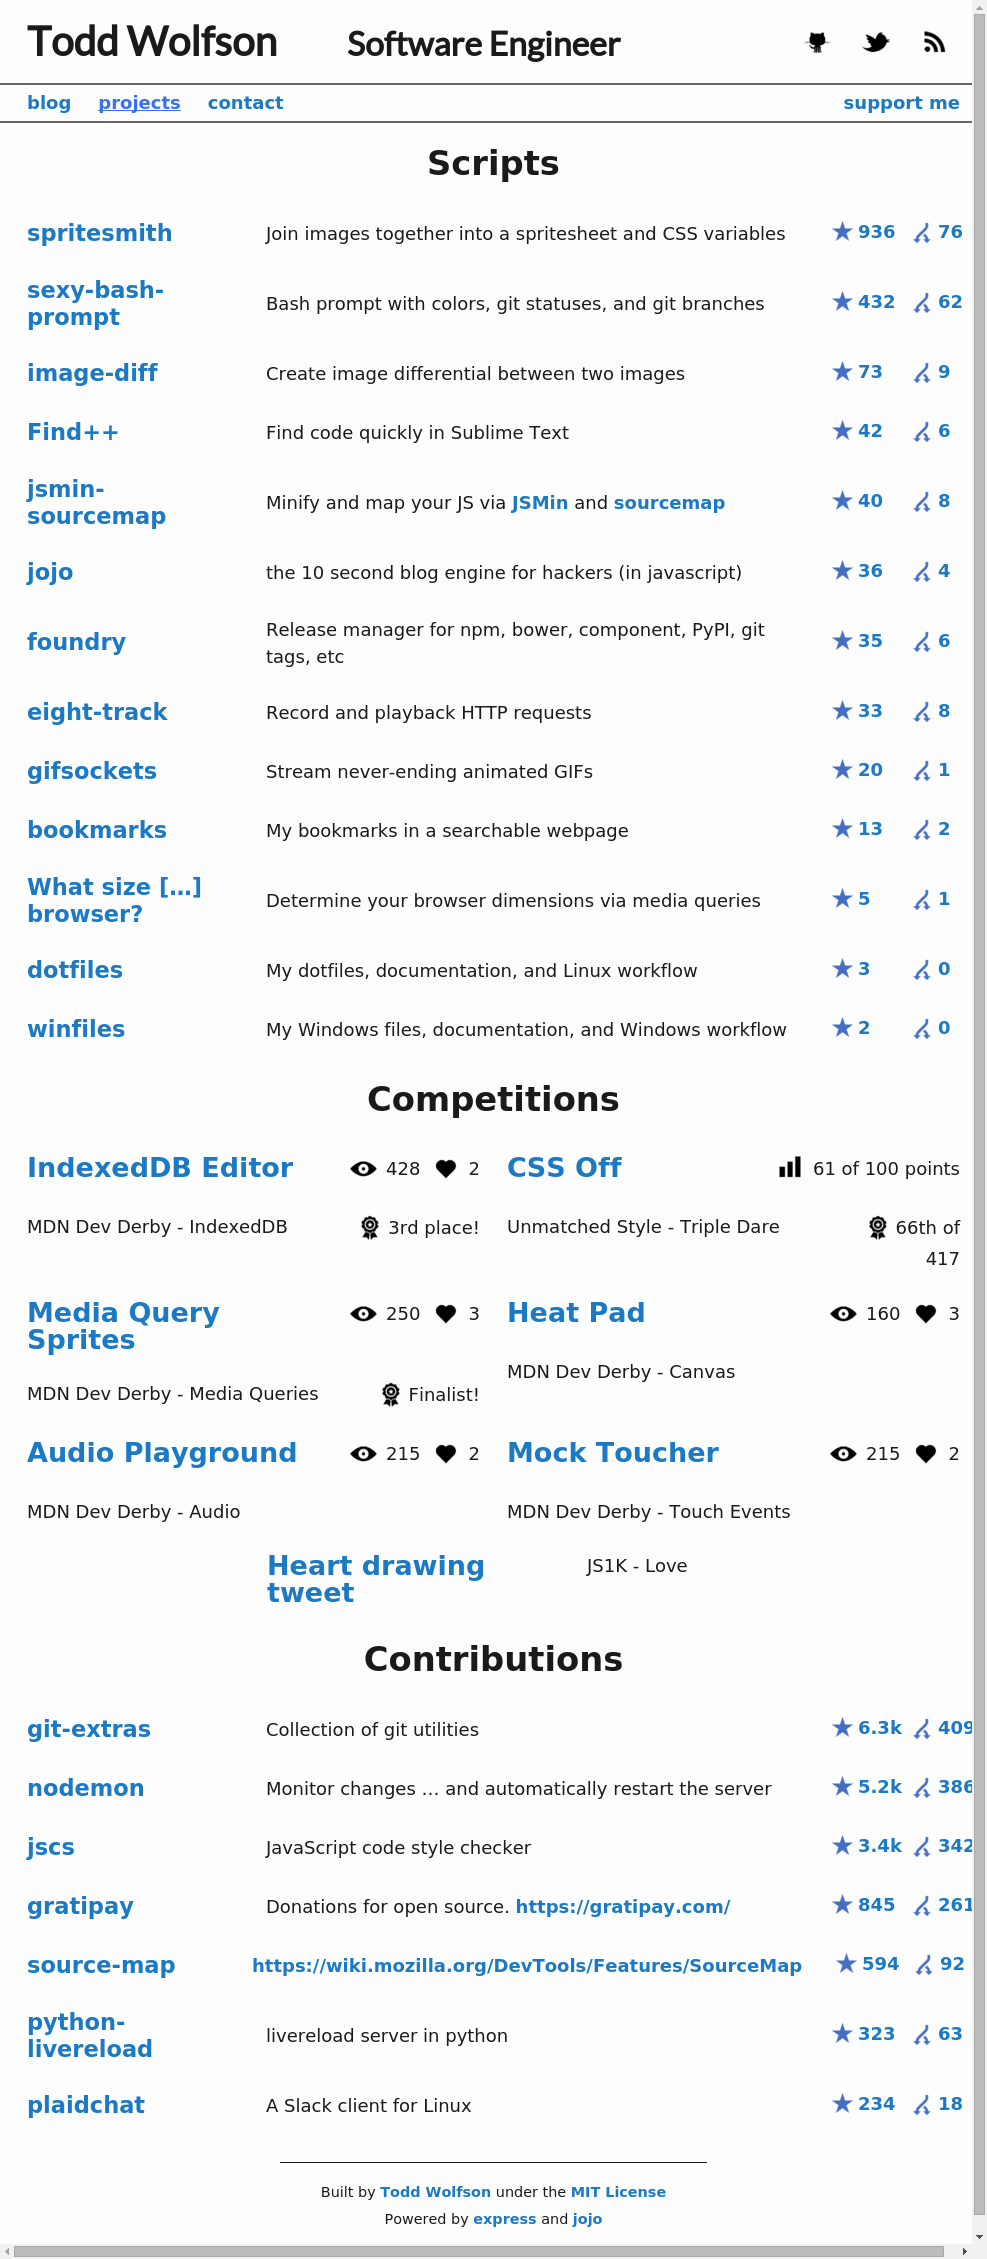 Todd Wolfson Software Engineer
blog projects contact support me
Scripts
spritesmith Join images together into a spritesheet and CSS variables 936 76
sexy-bash-
prompt
Bash prompt with colors, git statuses, and git branches 432 62
image-diff Create image differential between two images 73 9
Find++ Find code quickly in Sublime Text 42 6
jsmin-
sourcemap
Minify and map your JS via JSMin and sourcemap 40 8
jojo the 10 second blog engine for hackers (in javascript) 36 4
foundry
Release manager for npm, bower, component, PyPI, git
tags, etc
35 6
eight-track Record and playback HTTP requests 33 8
gifsockets Stream never-ending animated GIFs 20 1
bookmarks My bookmarks in a searchable webpage 13 2
What size [...]
browser?
Determine your browser dimensions via media queries 5 1
dotfiles My dotfiles, documentation, and Linux workflow 3 0
winfiles My Windows files, documentation, and Windows workflow 2 0
Competitions
IndexedDB Editor 428 2
MDN Dev Derby - IndexedDB 3rd place!
CSS Off 61 of 100 points
Unmatched Style - Triple Dare 66th of
417
Media Query
Sprites
250 3
MDN Dev Derby - Media Queries Finalist!
Heat Pad 160 3
MDN Dev Derby - Canvas
Audio Playground 215 2
MDN Dev Derby - Audio
Mock Toucher 215 2
MDN Dev Derby - Touch Events
Heart drawing
tweet
JS1K - Love
Contributions
git-extras Collection of git utilities 6.3k 409
nodemon Monitor changes ... and automatically restart the server 5.2k 386
jscs JavaScript code style checker 3.4k 342
gratipay Donations for open source. https://gratipay.com/ 845 261
source-map https://wiki.mozilla.org/DevTools/Features/SourceMap 594 92
python-
livereload
livereload server in python 323 63
plaidchat A Slack client for Linux 234 18
Built by Todd Wolfson under the MIT License
Powered by express and jojo